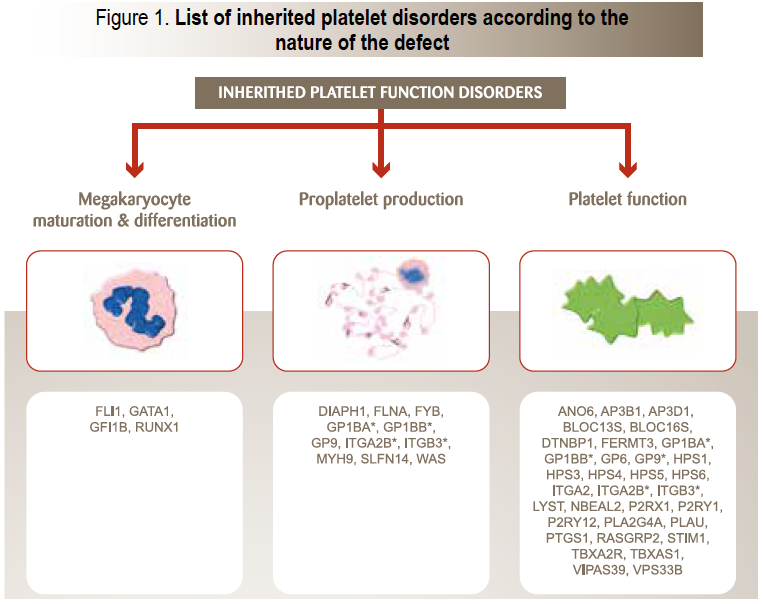 Figure 1. List of inherited platelet disorders according to the
nature of the defect
INHERITHED PLATELET FUNCTION DISORDERS
Megakaryocyte
maturation & differentiation
Proplatelet production
Platelet function
FLI1, GATA1,
GFI1B, RUNX1
DIAPH1, FLNA, FYB,
GP1BA*, GP1BB*,
GP9, ITGA2B*, ITGB3*,
MYH9, SLFN14, WAS
ANO6, AP3B1, AP3D1,
BLOC13S, BLOC16S,
DTNBP1, FERMT3, GP1BA*,
GP1BB*, GP6, GP9*, HPS1,
HPS3, HPS4, HPS5, HPS6,
ITGA2, ITGA2B*, ITGB3*,
LYST, NBEAL2, P2RX1, P2RY1,
P2RY12, PLA2G4A, PLAU,
PTGS1, RASGRP2, STIM1,
TBXA2R, TBXAS1,
VIPAS39, VPS33B